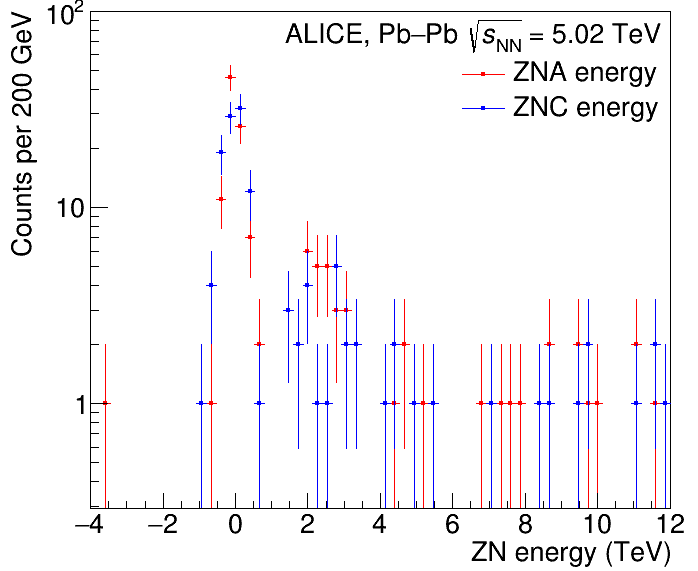 ALICE, Pb–Pb √sNN = 5.02 TeV
ZNA energy
ZNC energy
Counts per 200 GeV
10²
10
1
−4 −2 0 2 4 6 8 10 12
ZN energy (TeV)